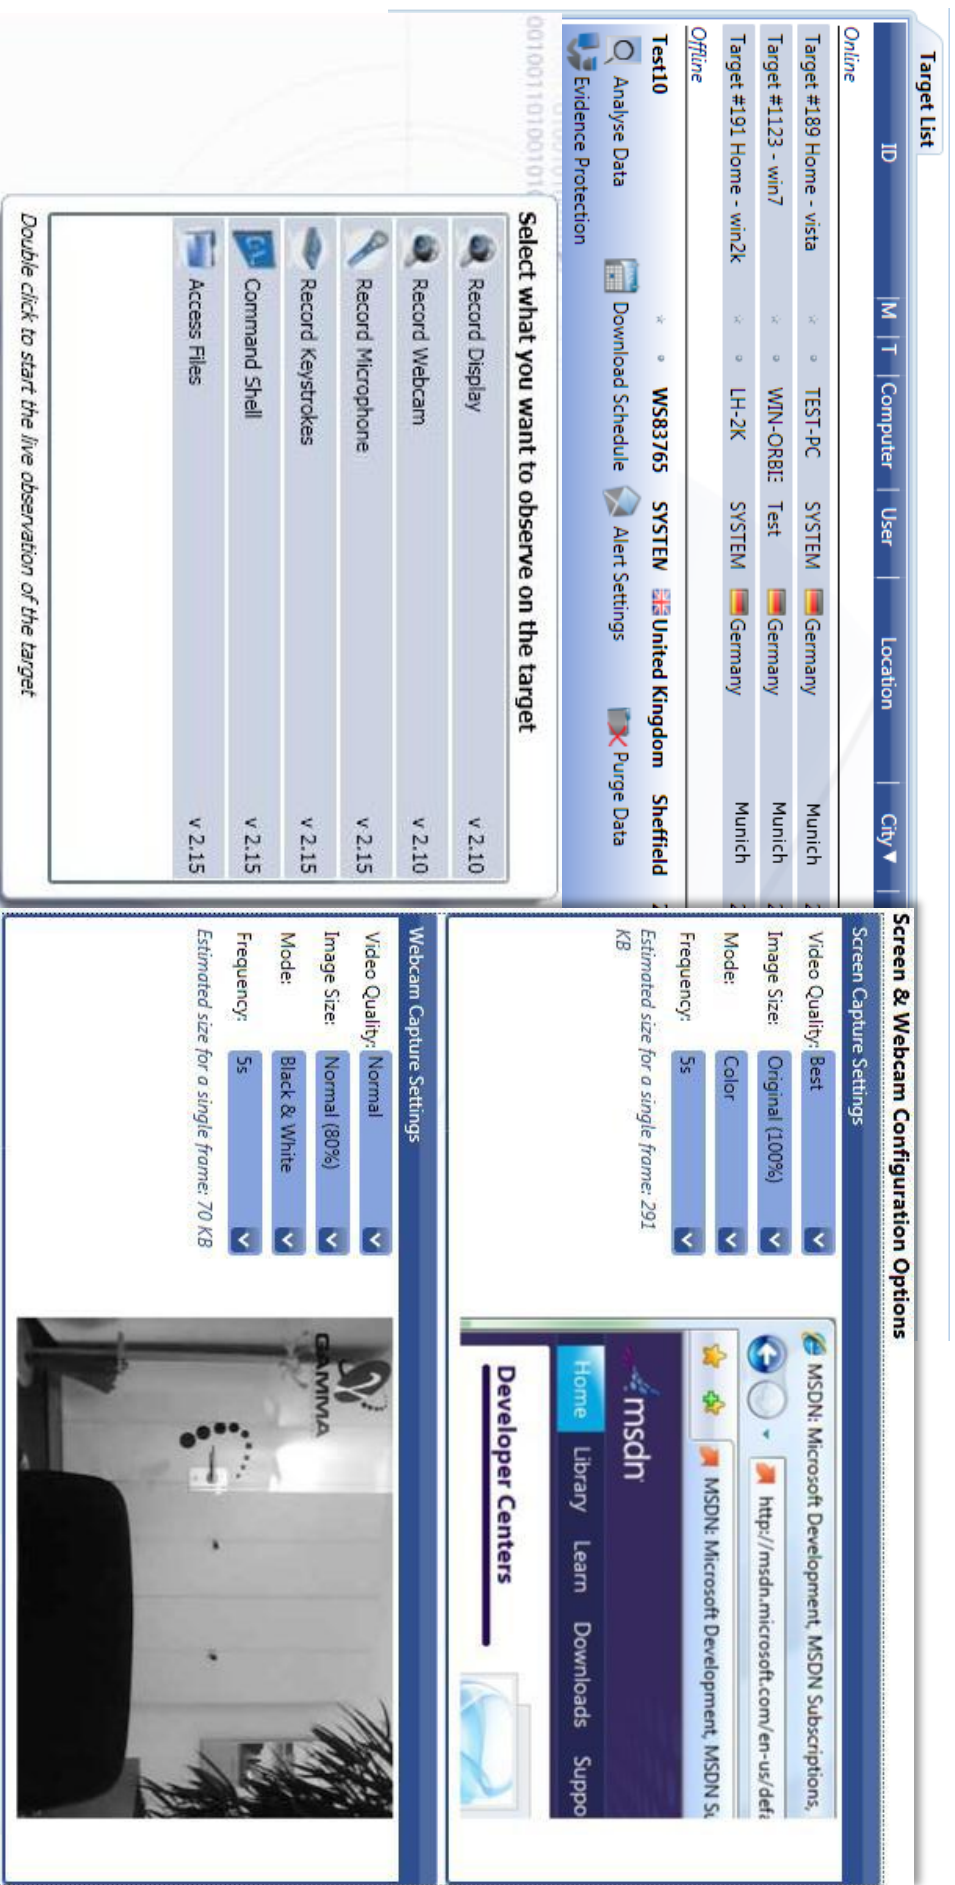 Target List
ID | M | T | Computer | User | Location | City ▼
Online
Target #189 Home - vista TEST-PC SYSTEM Germany Munich 2
Target #1123 - win7 WIN-ORBI Test Germany Munich 2
Target #191 Home - win2k LH-2K SYSTEM Germany Munich 2
Offline
Test10 WS83765 SYSTEM United Kingdom Sheffield 2
Analyse Data Download Schedule Alert Settings Purge Data
Evidence Protection
Select what you want to observe on the target
Record Display v 2.10
Record Webcam v 2.10
Record Microphone v 2.15
Record Keystrokes v 2.15
Command Shell v 2.15
Access Files v 2.15
Double click to start the live observation of the target
Screen & Webcam Configuration Options
Screen Capture Settings
Video Quality: Best
Image Size: Original (100%)
Mode: Color
Frequency: 5s
Estimated size for a single frame: 291
KB
MSDN: Microsoft Development, MSDN Subscriptions,
http://msdn.microsoft.com/en-us/defa
MSDN: Microsoft Development, MSDN Su
msdn
Home Library Learn Downloads Suppo
Developer Centers
Webcam Capture Settings
Video Quality: Normal
Image Size: Normal (80%)
Mode: Black & White
Frequency: 5s
Estimated size for a single frame: 70 KB
GAMMA